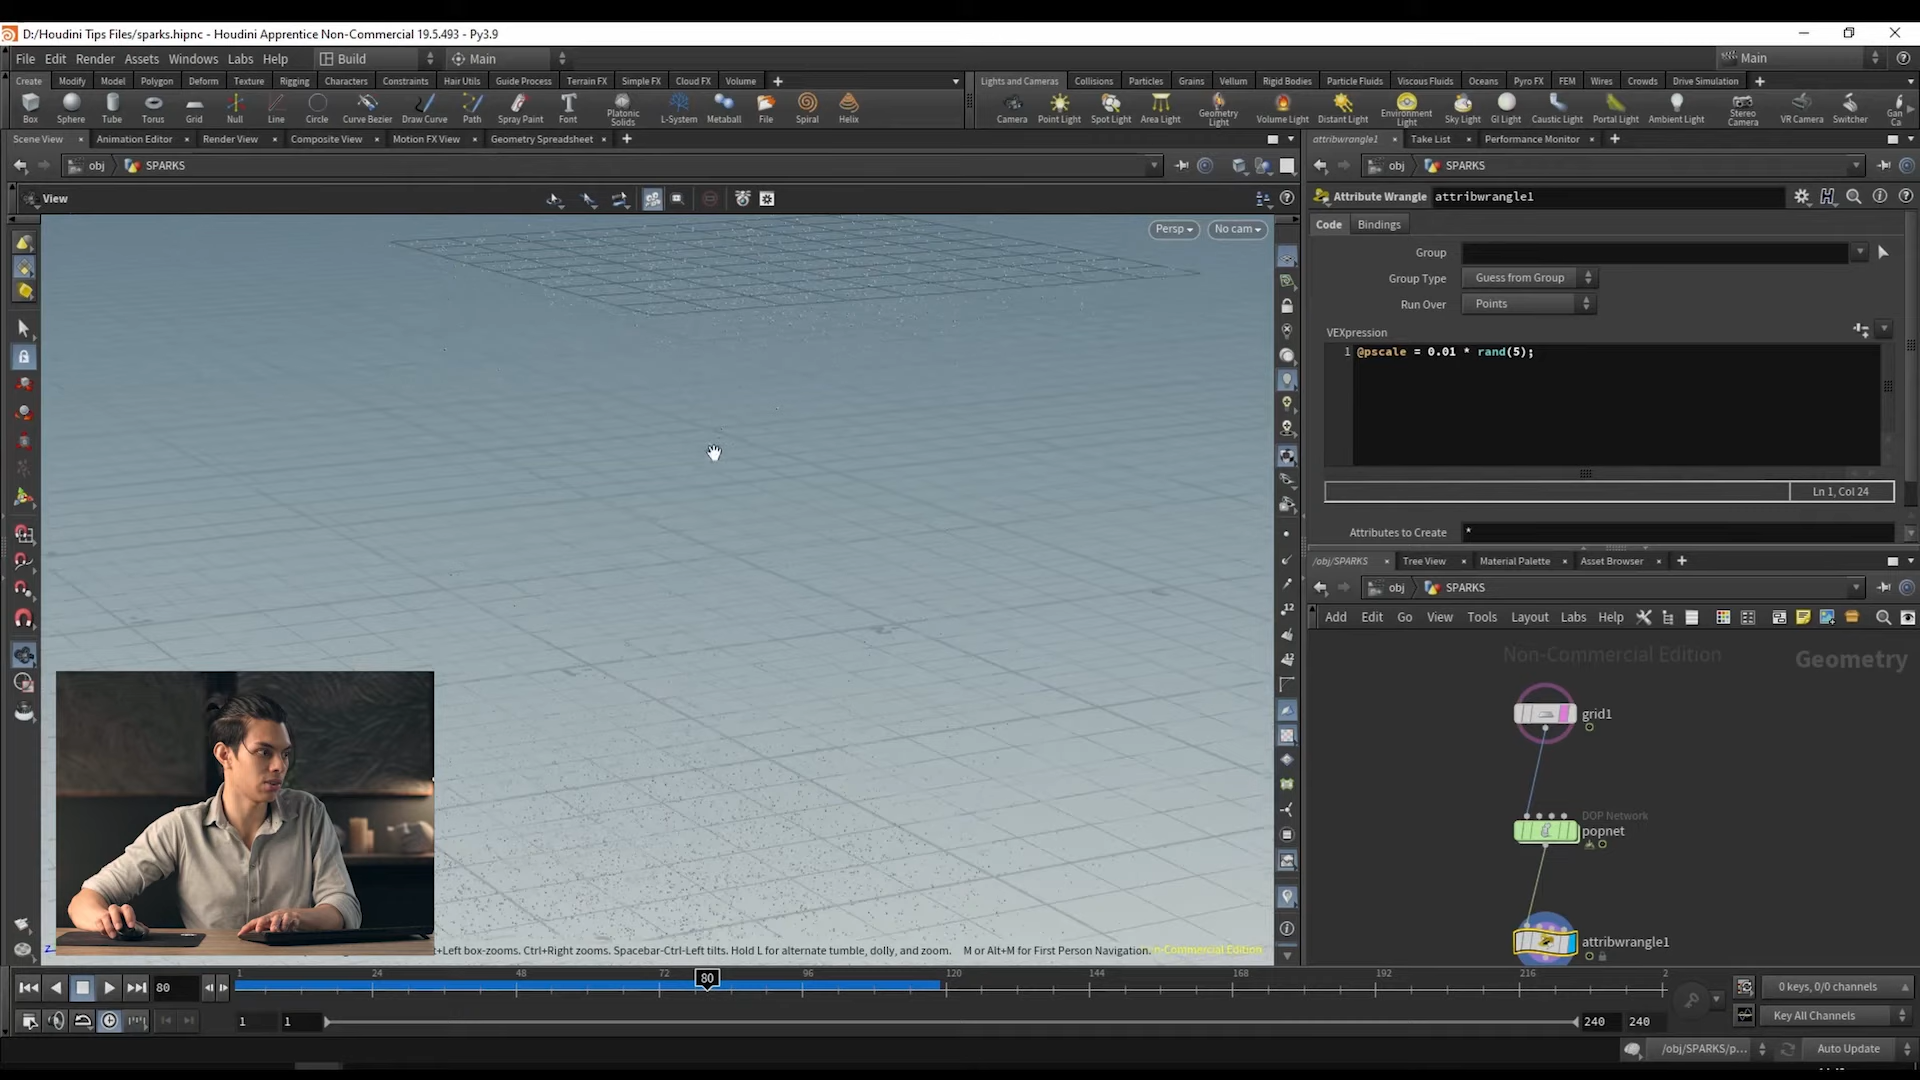 D:/Houdini Tips Files/sparks.hipnc - Houdini Apprentice Non-Commercial 19.5.493 - Py3.9
File Edit Render Assets Windows Labs Help Build Main Main
Create Modify Model Polygon Deform Texture Rigging Characters Constraints Hair Utils Guide Process Terrain FX Simple FX Cloud FX Volume
Lights and Cameras Collisions Particles Grains Vellum Rigid Bodies Particle Fluids Viscous Fluids Oceans Pyro FX FEM Wires Crowds Drive Simulation
Box Sphere Tube Torus Grid Null Line Circle Curve Bezier Draw Curve Path Spray Paint Font Platonic Solids L-System Metaball File Spiral Helix
Camera Point Light Spot Light Area Light Geometry Light Volume Light Distant Light Environment Light Sky Light GI Light Caustic Light Portal Light Ambient Light Stereo Camera VR Camera Switcher
Scene View Animation Editor Render View Composite View Motion FX View Geometry Spreadsheet
attribwrangle1 Take List Performance Monitor
obj SPARKS
obj SPARKS
View
Attribute Wrangle attribwrangle1
Persp No cam
Code Bindings
Group
Group Type Guess from Group
Run Over Points
VEXpression
1 @pscale = 0.01 * rand(5);
Ln 1, Col 24
Attributes to Create *
/obj/SPARKS Tree View Material Palette Asset Browser
obj SPARKS
Add Edit Go View Tools Layout Labs Help
Non-Commercial Edition
Geometry
grid1
DOP Network
popnet
attribwrangle1
+Left box-zooms. Ctrl+Right zooms. Spacebar-Ctrl-Left tilts. Hold L for alternate tumble, dolly, and zoom. M or Alt+M for First Person Navigation.
n-Commercial Edition
z
1 24 48 72 80 96 120 144 168 192 216 2
80
0 keys, 0/0 channels
1 1 240 240
Key All Channels
/obj/SPARKS/p... Auto Update